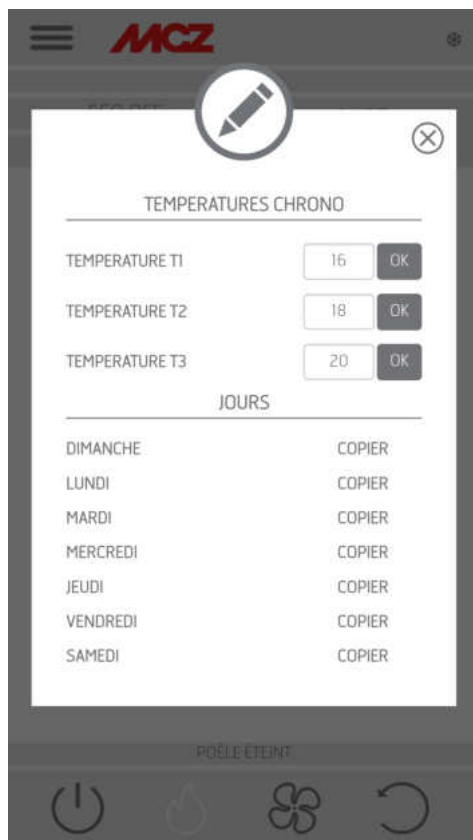 MCZ
TEMPERATURES CHRONO
TEMPERATURE T1 16 OK
TEMPERATURE T2 18 OK
TEMPERATURE T3 20 OK
JOURS
DIMANCHE COPIER
LUNDI COPIER
MARDI COPIER
MERCREDI COPIER
JEUDI COPIER
VENDREDI COPIER
SAMEDI COPIER
POÊLE ÉTEINT